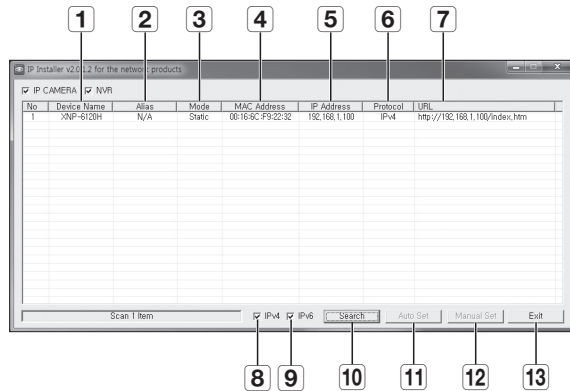 1 2 3 4 5 6 7
IP Installer v2.0.1.2 for the network products
IP CAMERA NVR
No Device Name Alias Mode MAC Address IP Address Protocol URL
1 XNP-6120H N/A Static 00:16:6C:F9:22:32 192,168,1,100 IPv4 http://192,168,1,100/index,htm
Scan 1 Item IPv4 IPv6 Search Auto Set Manual Set Exit
8 9 10 11 12 13